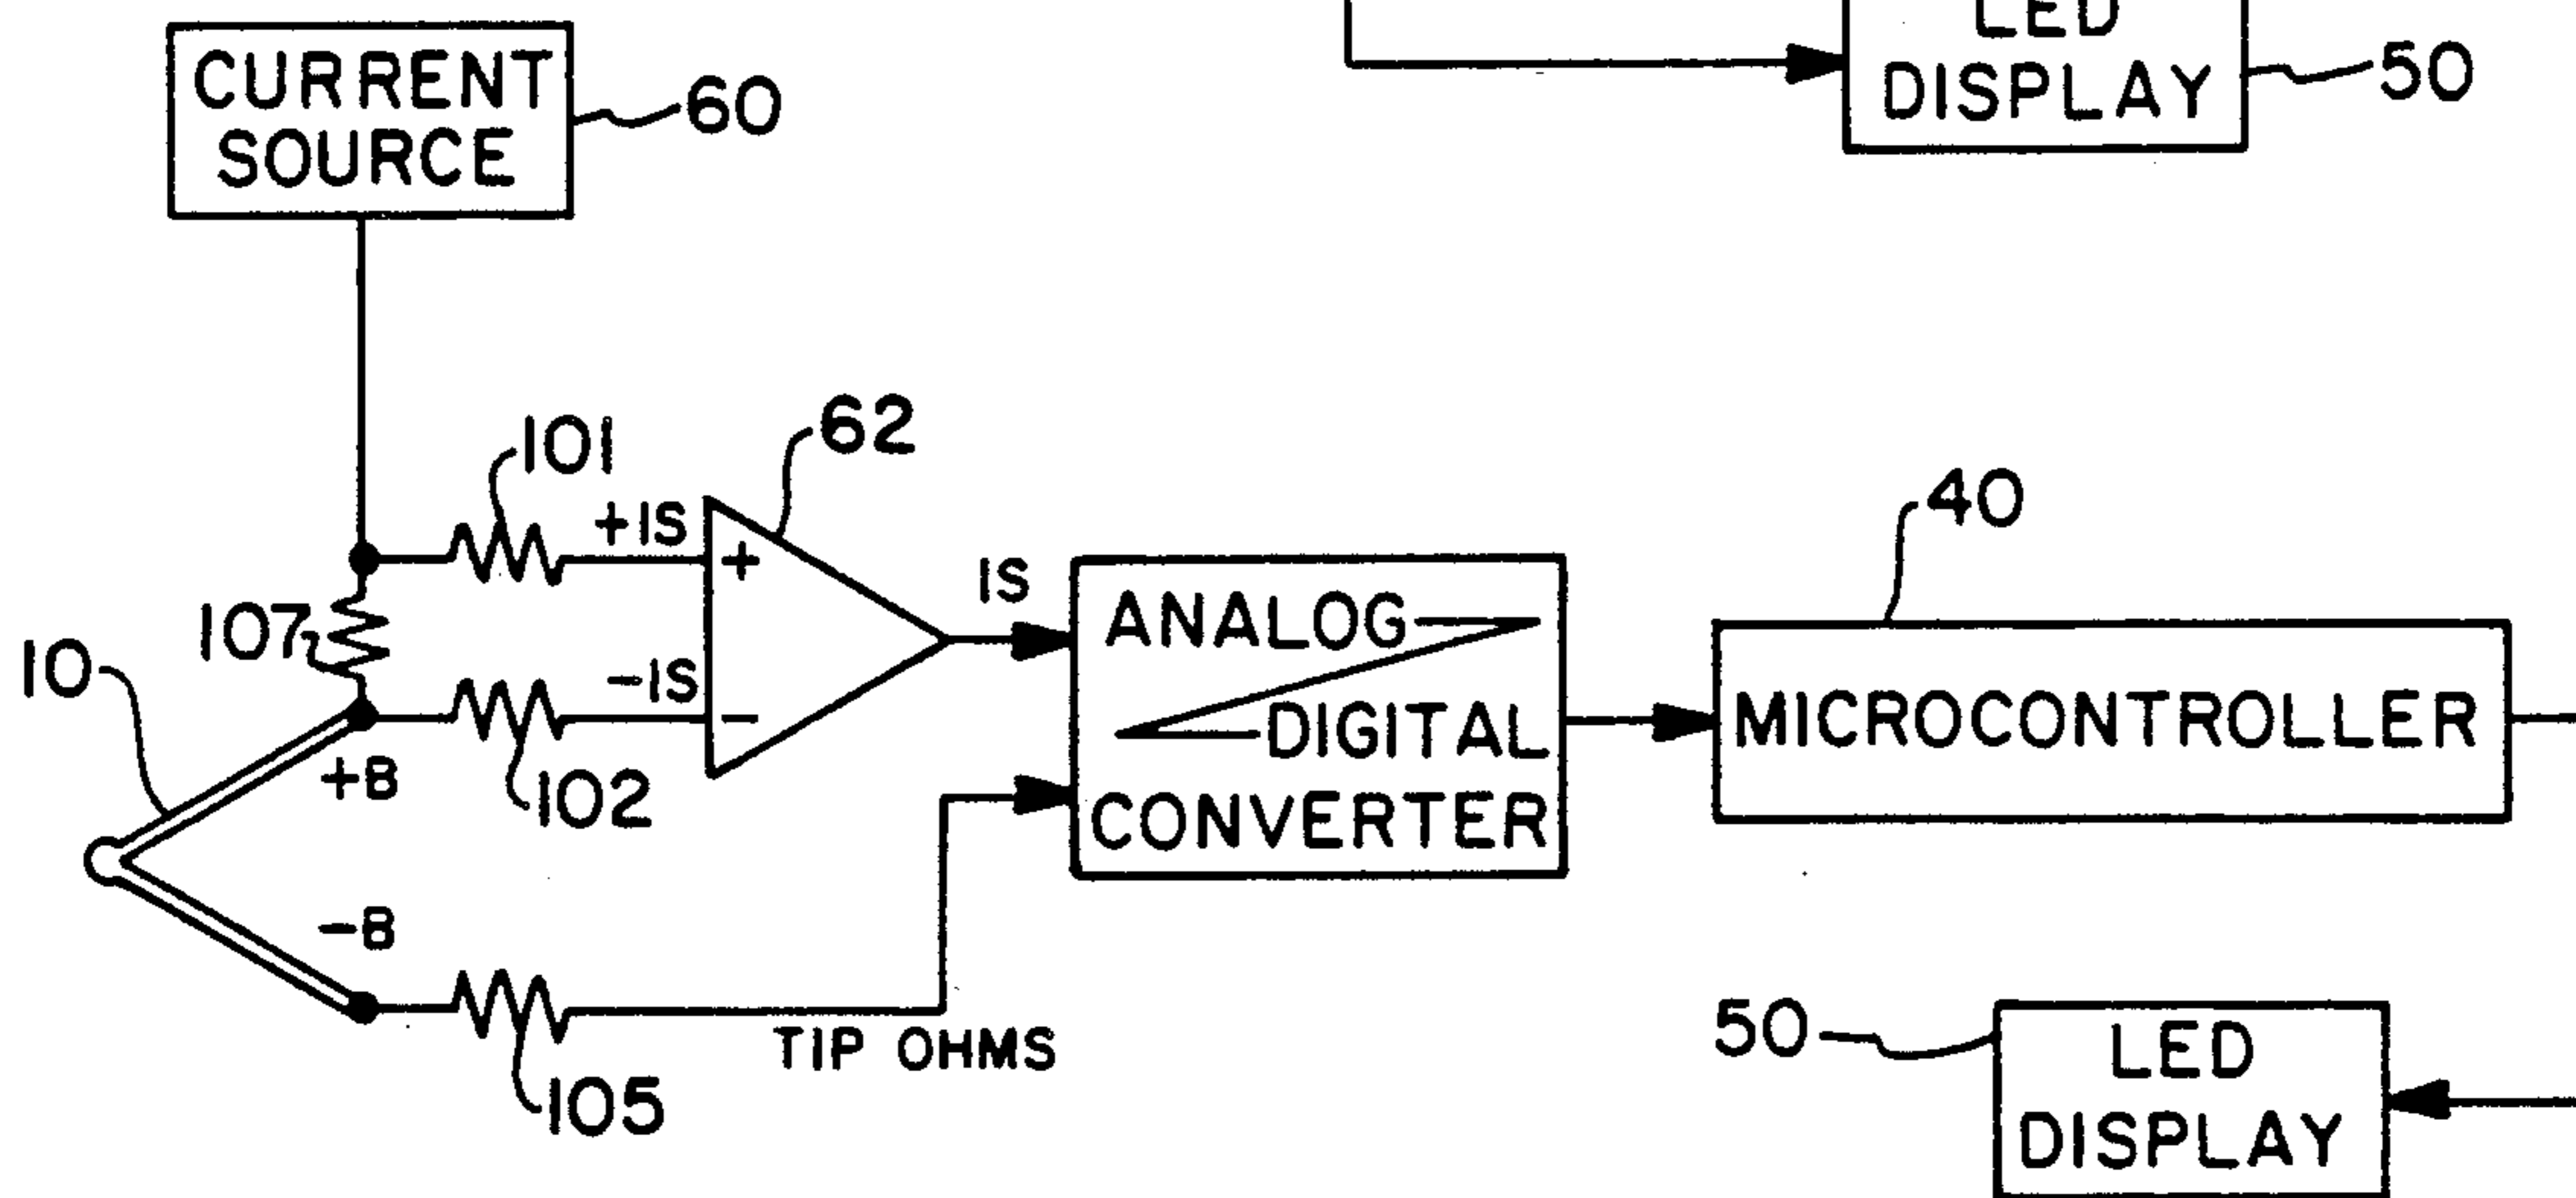 CURRENT
SOURCE
60
LED
DISPLAY
50
101
+IS
62
107
10
-IS
+B
102
IS
ANALOG
DIGITAL
CONVERTER
40
MICROCONTROLLER
-B
105
TIP OHMS
50
LED
DISPLAY